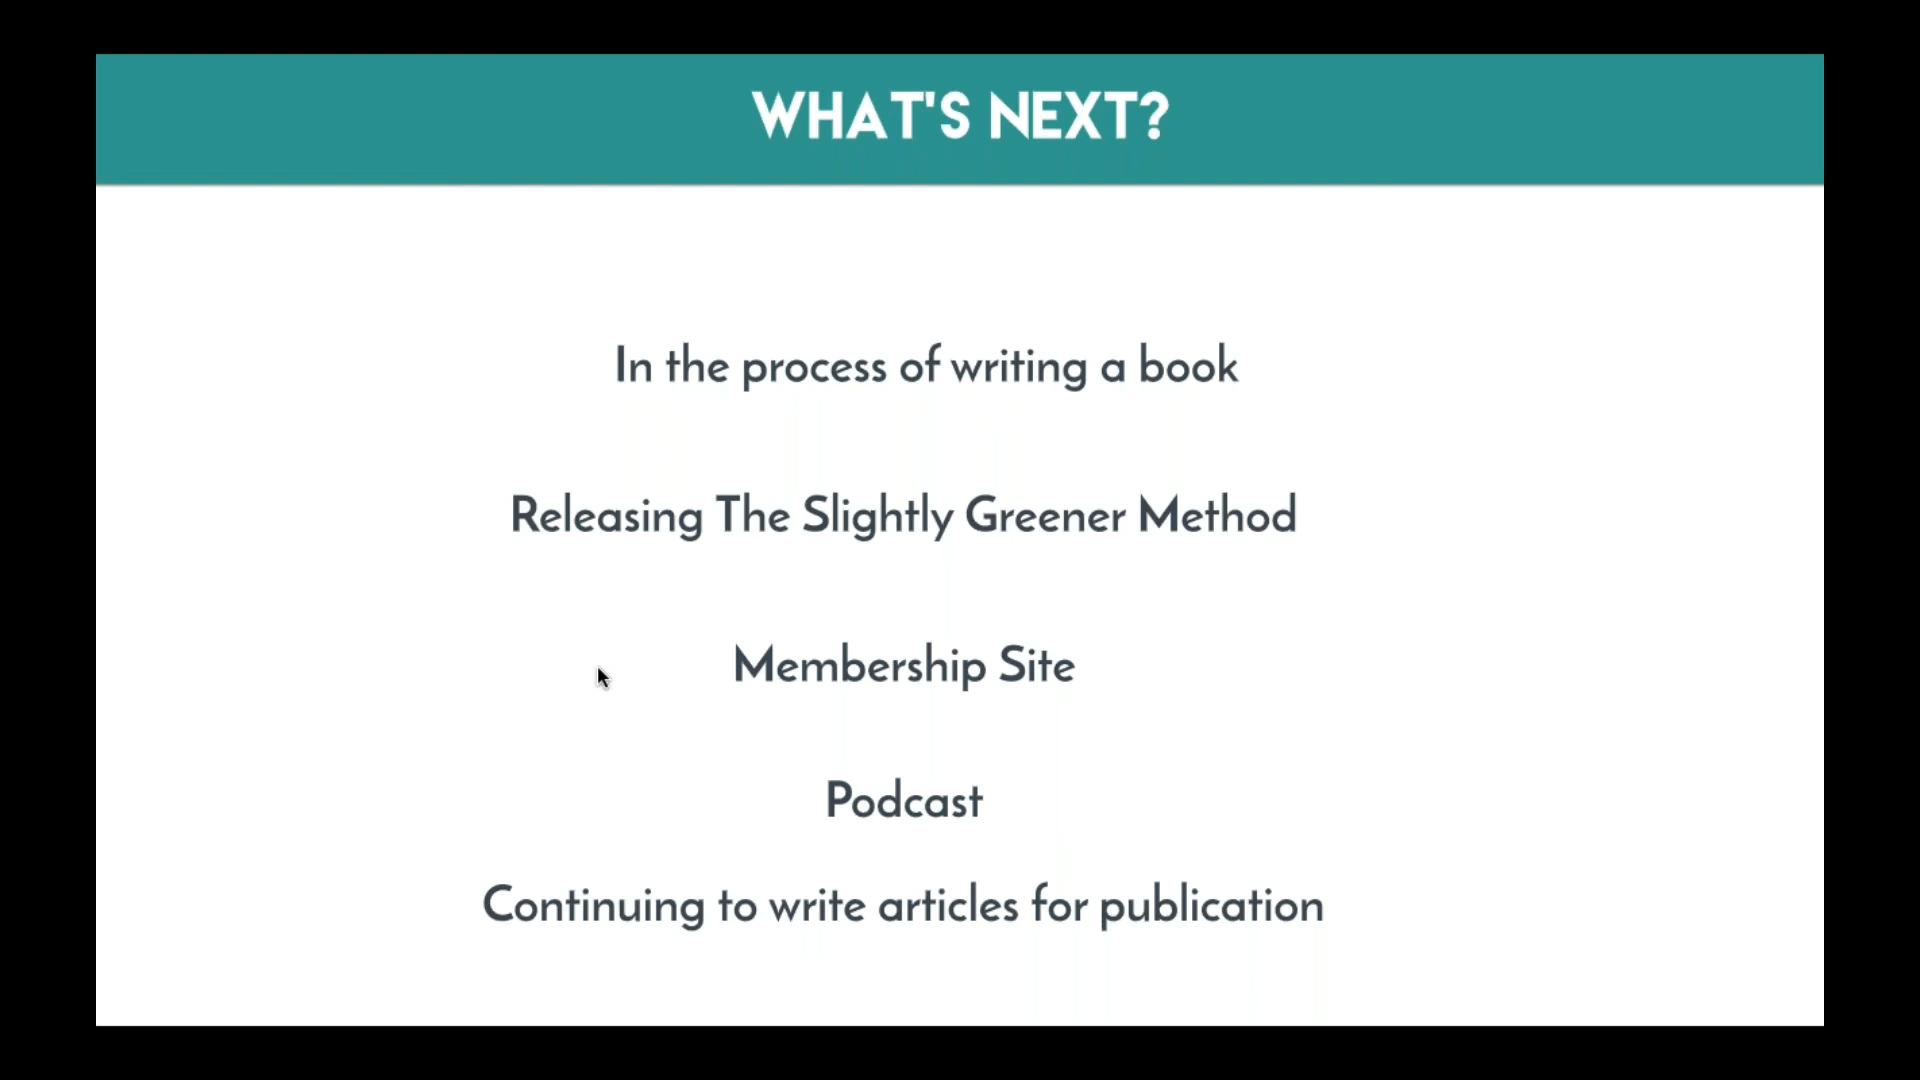 WHAT'S NEXT?
In the process of writing a book
Releasing The Slightly Greener Method
Membership Site
Podcast
Continuing to write articles for publication